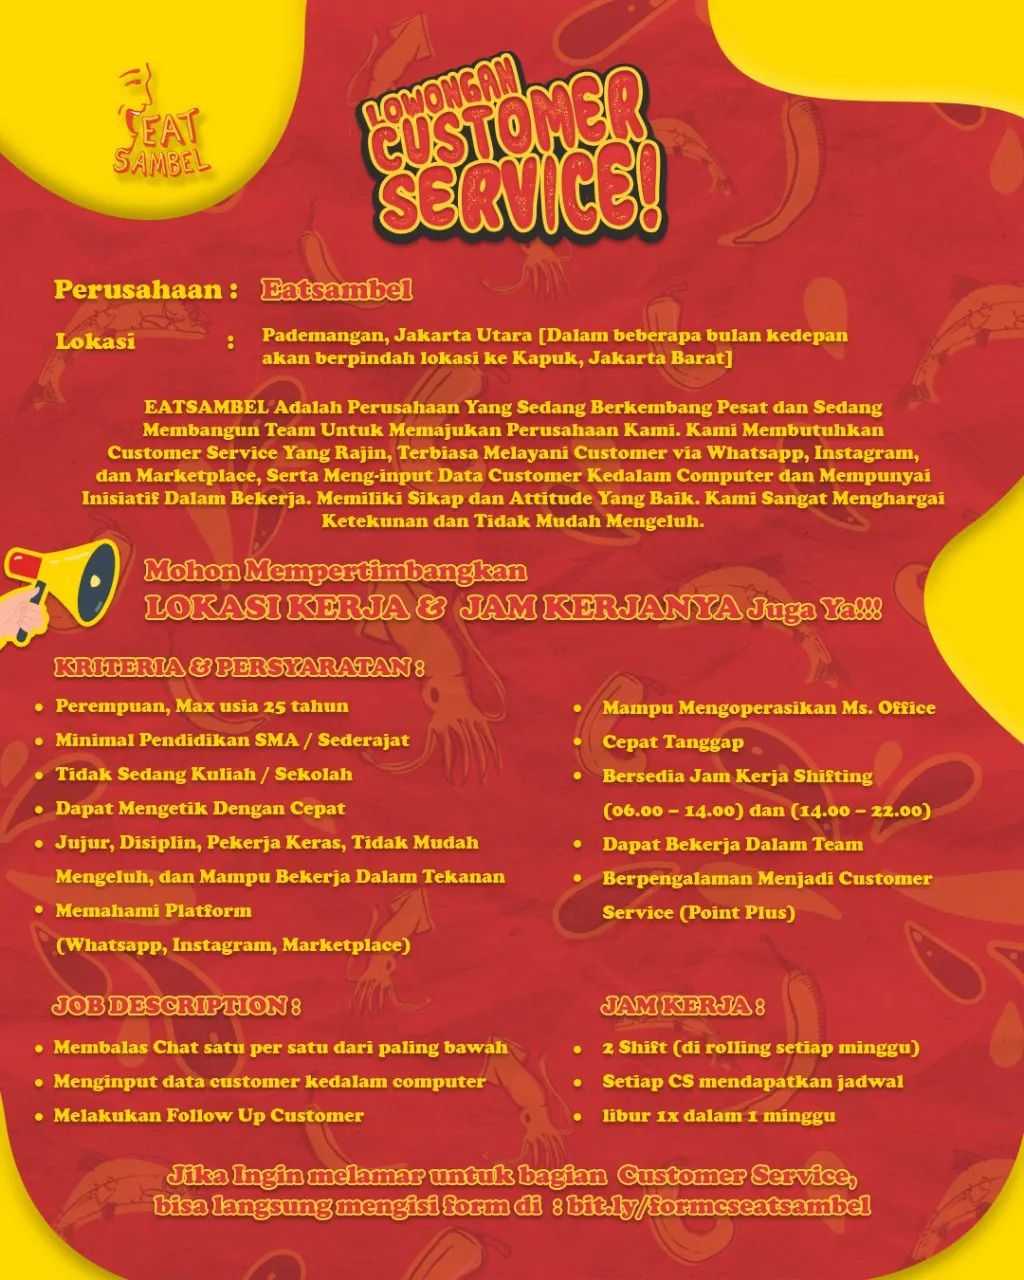 EAT
SAMBEL
LOWONGAN
CUSTOMER
SERVICE!
Perusahaan : Eatsambel
Lokasi : Pademangan, Jakarta Utara [Dalam beberapa bulan kedepan
akan berpindah lokasi ke Kapuk, Jakarta Barat]
EATSAMBEL Adalah Perusahaan Yang Sedang Berkembang Pesat dan Sedang
Membangun Team Untuk Memajukan Perusahaan Kami. Kami Membutuhkan
Customer Service Yang Rajin, Terbiasa Melayani Customer via Whatsapp, Instagram,
dan Marketplace, Serta Meng-input Data Customer Kedalam Computer dan Mempunyai
Inisiatif Dalam Bekerja. Memiliki Sikap dan Attitude Yang Baik. Kami Sangat Menghargai
Ketekunan dan Tidak Mudah Mengeluh.
Mohon Mempertimbangkan
LOKASI KERJA & JAM KERJANYA Juga Ya!!!
KRITERIA & PERSYARATAN :
• Perempuan, Max usia 25 tahun
• Minimal Pendidikan SMA / Sederajat
• Tidak Sedang Kuliah / Sekolah
• Dapat Mengetik Dengan Cepat
• Jujur, Disiplin, Pekerja Keras, Tidak Mudah
Mengeluh, dan Mampu Bekerja Dalam Tekanan
• Memahami Platform
(Whatsapp, Instagram, Marketplace)
• Mampu Mengoperasikan Ms. Office
• Cepat Tanggap
• Bersedia Jam Kerja Shifting
(06.00 – 14.00) dan (14.00 – 22.00)
• Dapat Bekerja Dalam Team
• Berpengalaman Menjadi Customer
Service (Point Plus)
JOB DESCRIPTION :
• Membalas Chat satu per satu dari paling bawah
• Menginput data customer kedalam computer
• Melakukan Follow Up Customer
JAM KERJA :
• 2 Shift (di rolling setiap minggu)
• Setiap CS mendapatkan jadwal
• libur 1x dalam 1 minggu
Jika Ingin melamar untuk bagian Customer Service,
bisa langsung mengisi form di : bit.ly/formcseatsambel